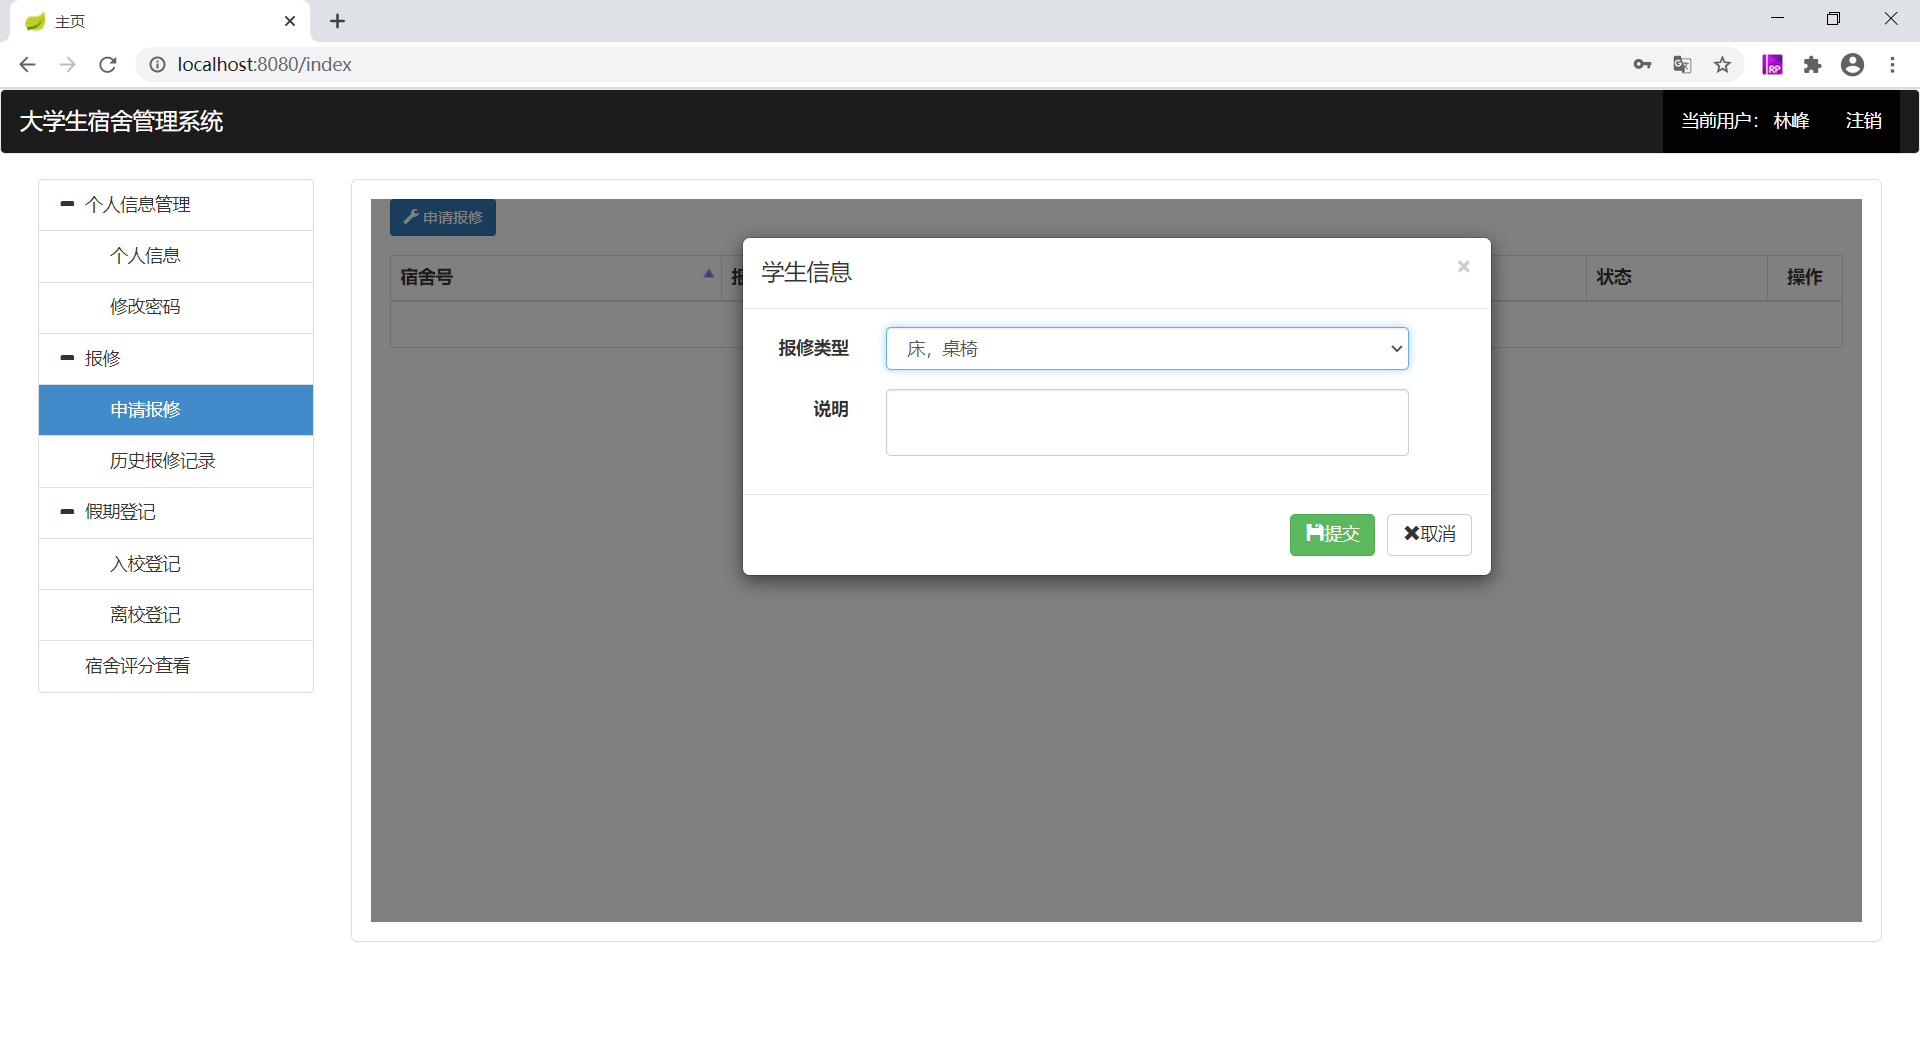 主页
localhost:8080/index
大学生宿舍管理系统
当前用户： 林峰 注销
个人信息管理
个人信息
修改密码
报修
申请报修
历史报修记录
假期登记
入校登记
离校登记
宿舍评分查看
申请报修
宿舍号 状态 操作
学生信息 ×
报修类型 床，桌椅
说明
提交 取消